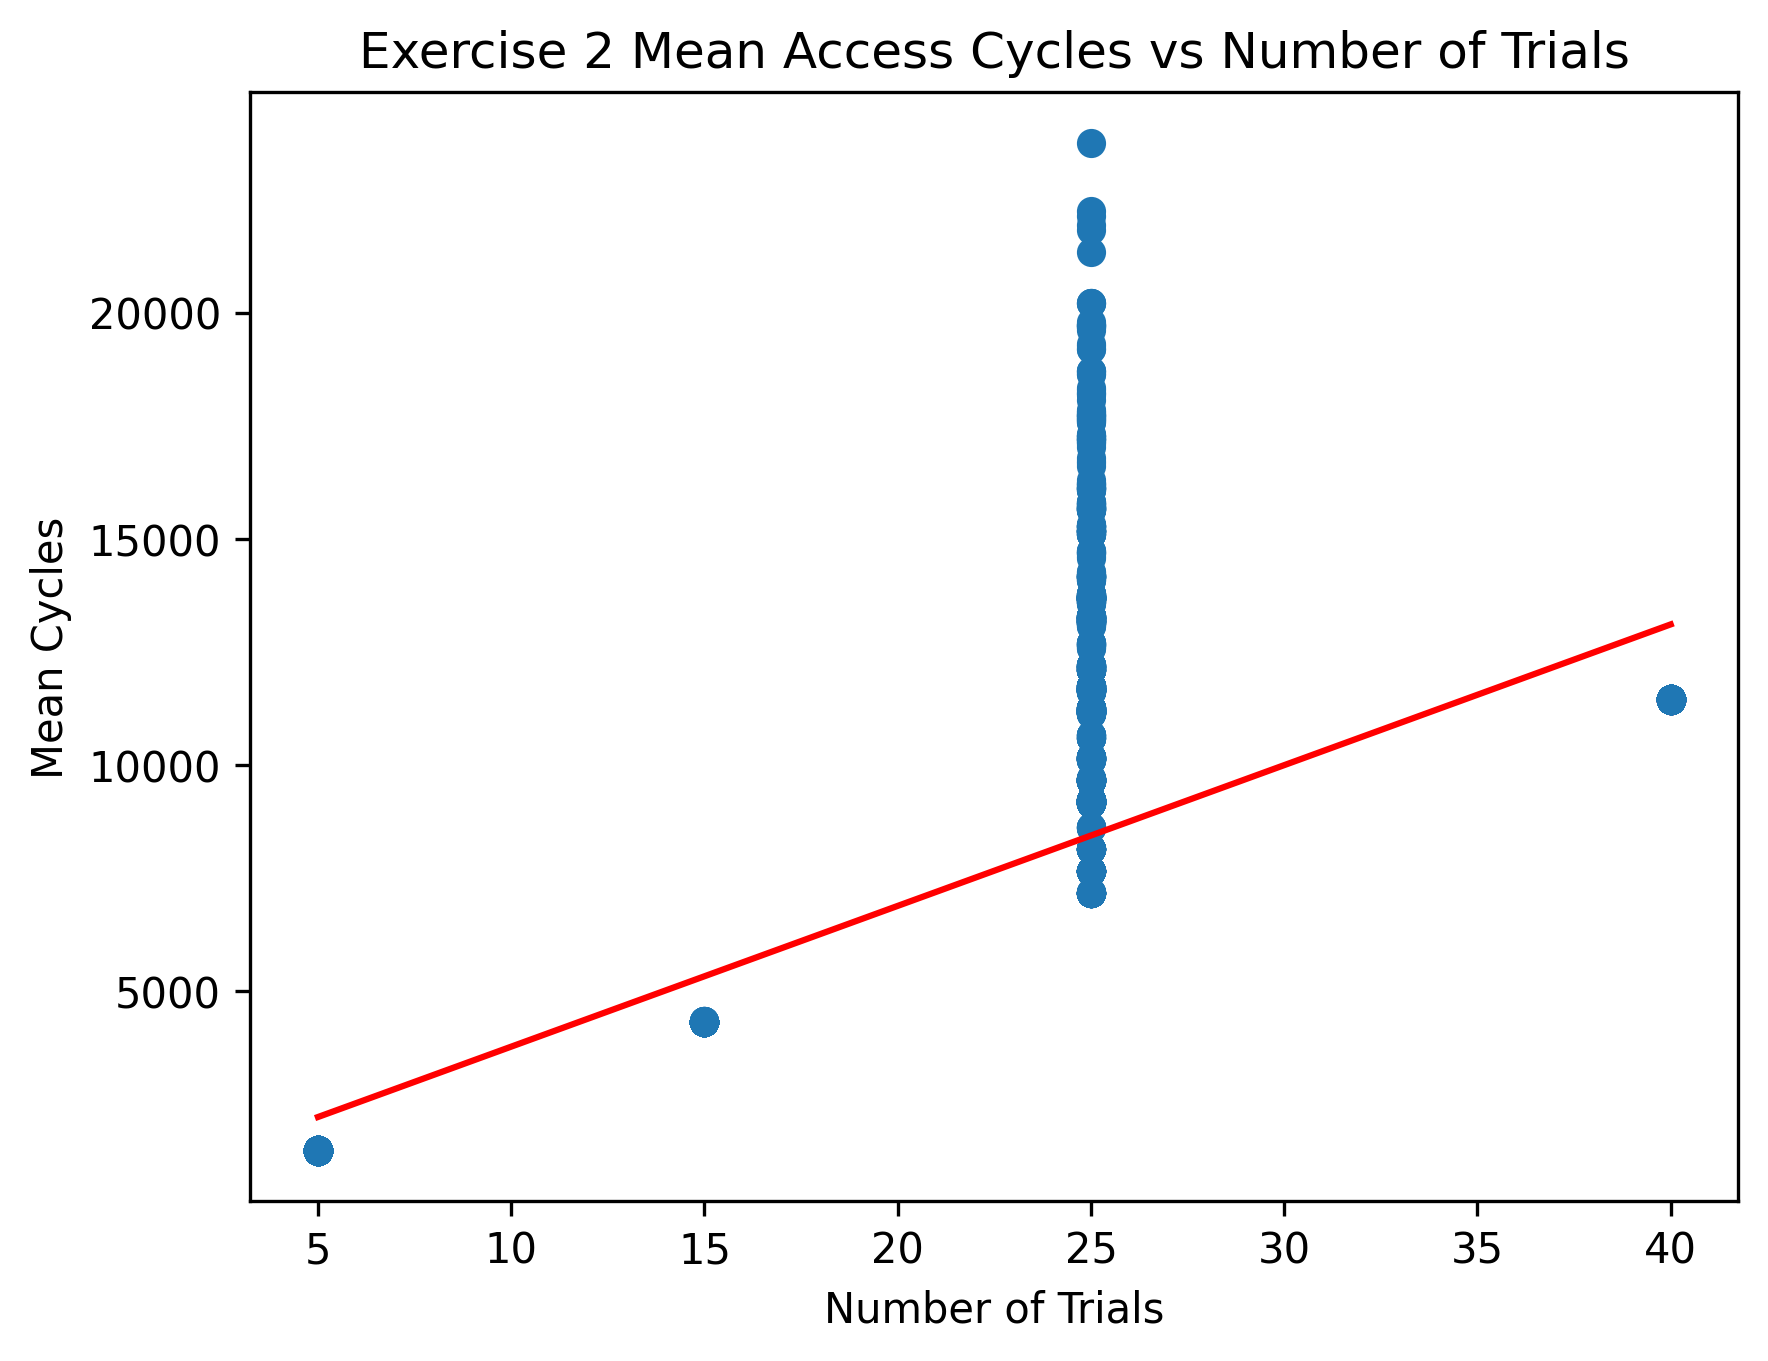 Exercise 2 Mean Access Cycles vs Number of Trials
Mean Cycles
20000
15000
10000
5000
5 10 15 20 25 30 35 40
Number of Trials